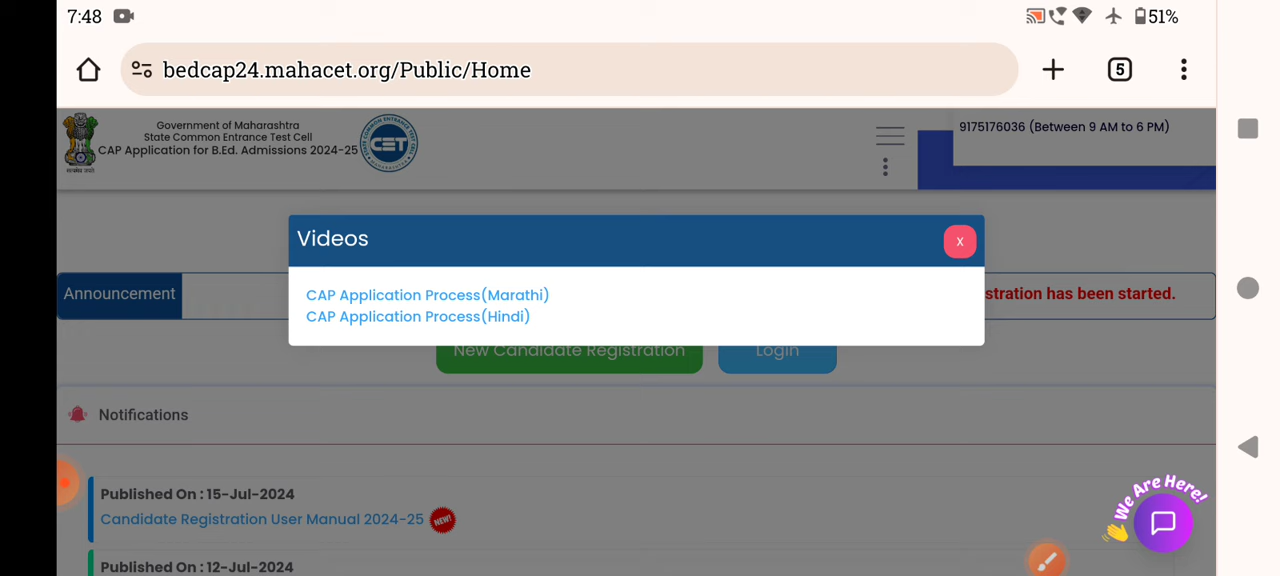 7:48
51%
bedcap24.mahacet.org/Public/Home
5
Government of Maharashtra
State Common Entrance Test Cell
CAP Application for B.Ed. Admissions 2024-25
CET
9175176036 (Between 9 AM to 6 PM)
Videos
X
Announcement
CAP Application Process(Marathi)
stration has been started.
CAP Application Process(Hindi)
New Candidate Registration
Login
Notifications
Published On : 15-Jul-2024
Candidate Registration User Manual 2024-25 NEW!
We Are Here!
Published On : 12-Jul-2024